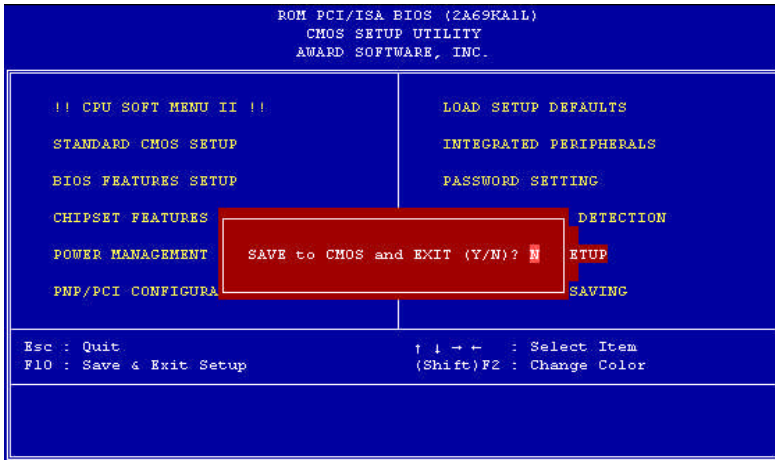 ROM PCI/ISA BIOS (2A69KA1L)
CMOS SETUP UTILITY
AWARD SOFTWARE, INC.
!! CPU SOFT MENU II !!
STANDARD CMOS SETUP
BIOS FEATURES SETUP
CHIPSET FEATURES
POWER MANAGEMENT
PNP/PCI CONFIGURA
LOAD SETUP DEFAULTS
INTEGRATED PERIPHERALS
PASSWORD SETTING
DETECTION
ETUP
SAVING
SAVE to CMOS and EXIT (Y/N)? N
Esc : Quit
F10 : Save & Exit Setup
↑ ↓ → ← : Select Item
(Shift)F2 : Change Color